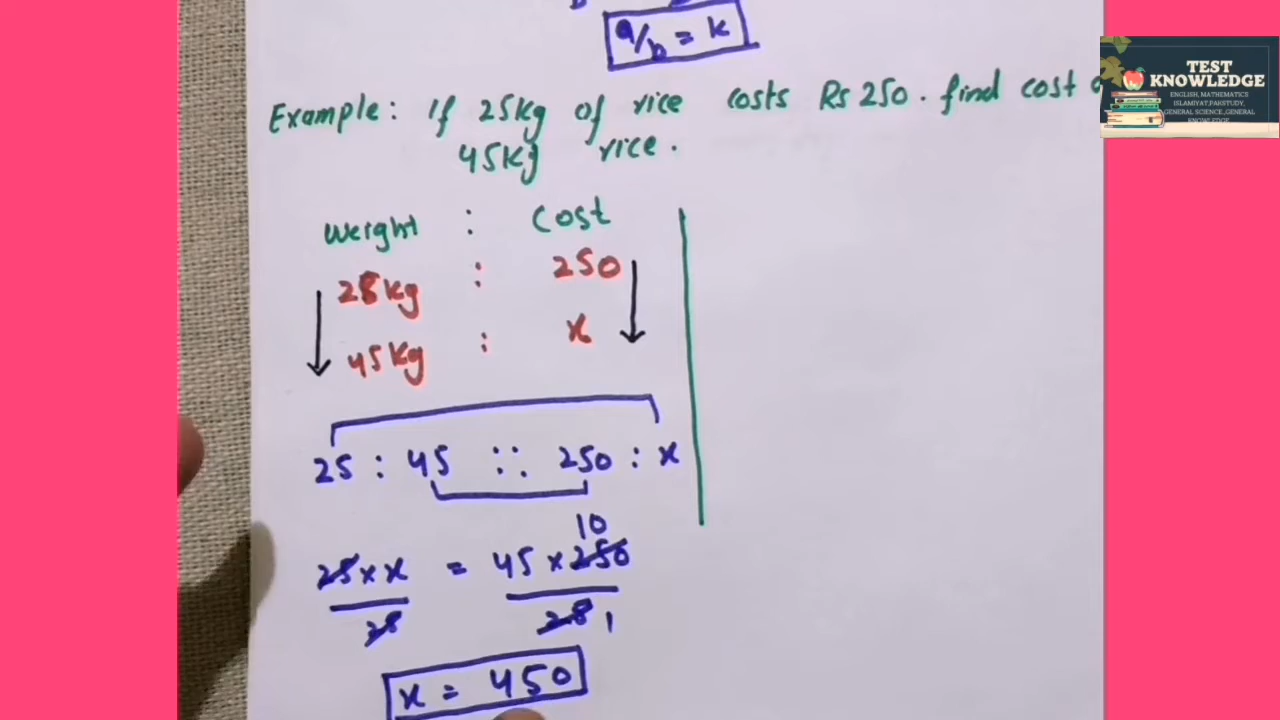 a/b = k
Example: If 25Kg of rice costs Rs 250. find cost
45Kg rice.
Weight : Cost
25kg : 250
45Kg : x
25 : 45 :: 250 : x
10
25 × x = 45 × 250
25 25 1
x = 450
TEST
KNOWLEDGE
ENGLISH, MATHEMATICS
ISLAMIYAT,PAKSTUDY,
GENERAL SCIENCE,,GENERAL
KNOWLEDGE